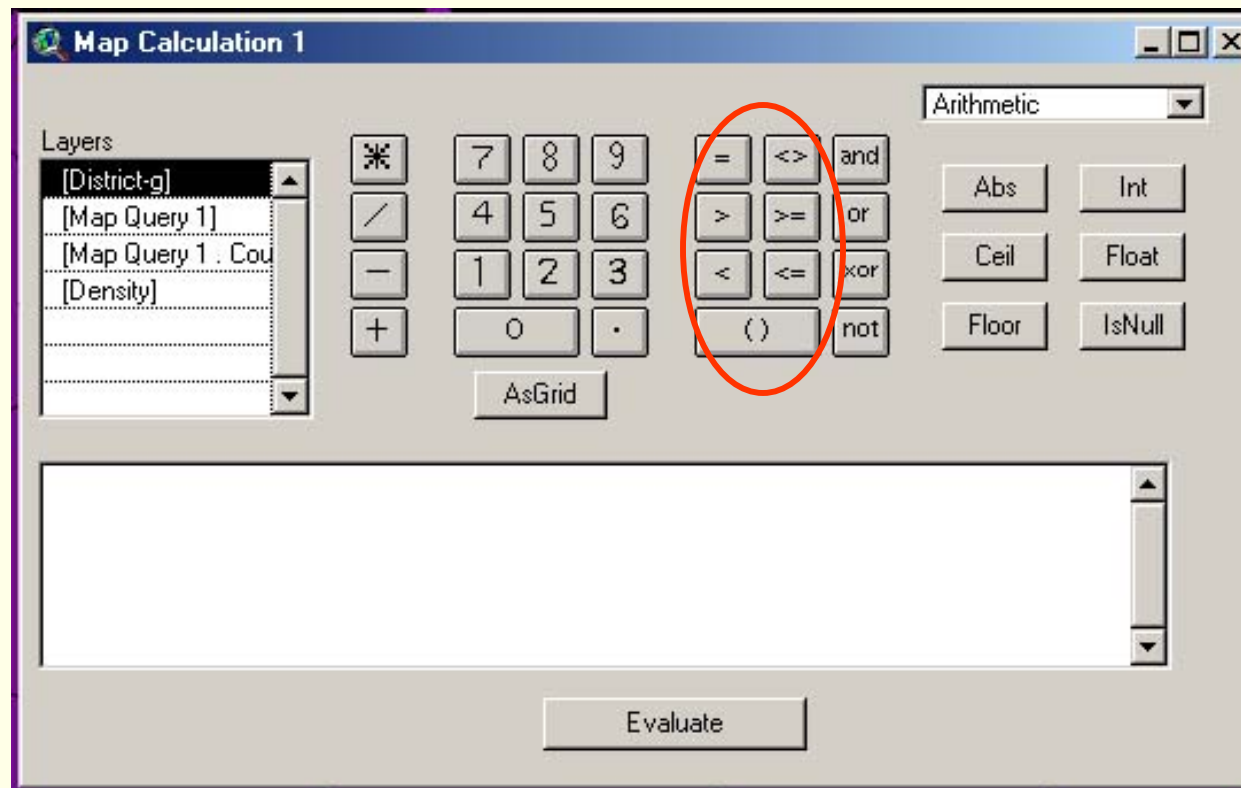 Map Calculation 1
Arithmetic
Layers
[District-g]
[Map Query 1]
[Map Query 1 . Cou
[Density]
* 7 8 9 = <> and
/ 4 5 6 > >= or
- 1 2 3 < <= xor
+ 0 . ( ) not
AsGrid
Abs Int
Ceil Float
Floor IsNull
Evaluate